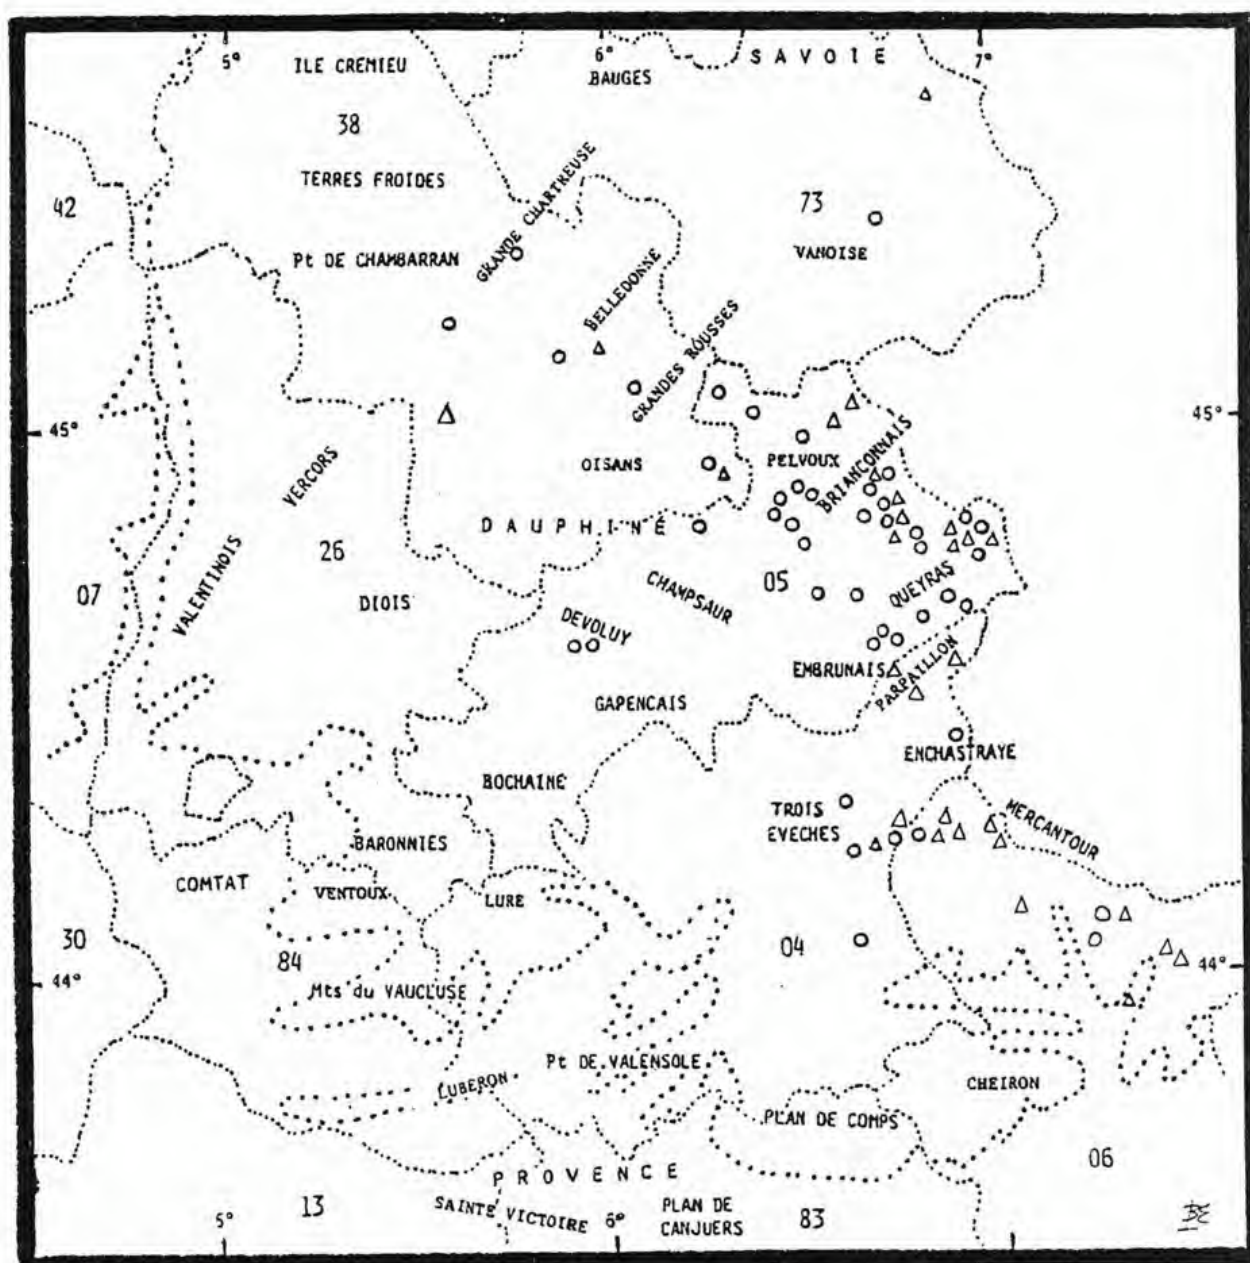 5°
6°
7°
SAVOIE
ILE CREMIEU
BAUGES
38
TERRES FROIDES
42
GRANDE CHARTREUSE
73
Pt DE CHAMBARRAN
VANOISE
BELLEDONNE
GRANDES ROUSSES
45°
45°
OISANS
PELVOUX
BRIANCONNAIS
VERCORS
DAUPHINE
26
VALENTINOIS
07
DIOIS
CHAMPSAUR
05
QUEYRAS
DEVOLUY
EMBRUNAIS
PARPAILLON
GAPENCAIS
ENCHASTRAYE
BOCHAINE
TROIS
EVECHES
MERCANTOUR
BARONNIES
COMTAT
VENTOUX
LURE
30
84
04
44°
44°
Mts du VAUCLUSE
Pt DE VALENSOLE
LUBERON
CHEIRON
PLAN DE COMPS
PROVENCE
06
13
SAINTE VICTOIRE
PLAN DE
CANJUERS
83
5°
6°